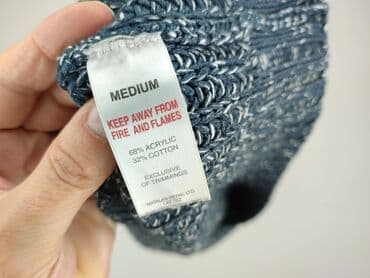 MEDIUM
KEEP AWAY FROM
FIRE AND FLAMES
68% ACRYLIC
32% COTTON
EXCLUSIVE
OF TRIMMINGS